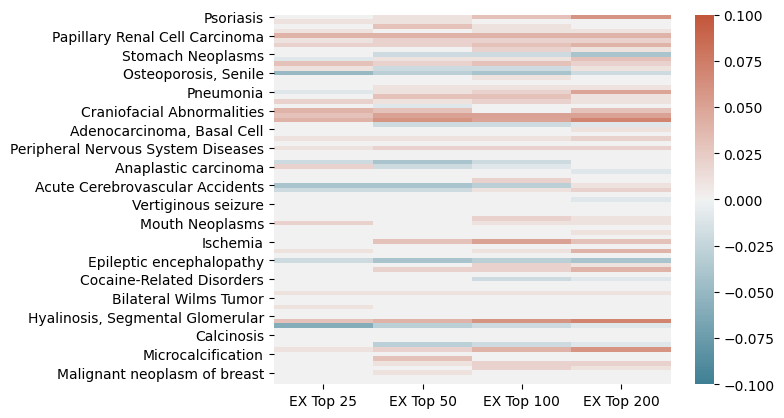 Psoriasis
Papillary Renal Cell Carcinoma
Stomach Neoplasms
Osteoporosis, Senile
Pneumonia
Craniofacial Abnormalities
Adenocarcinoma, Basal Cell
Peripheral Nervous System Diseases
Anaplastic carcinoma
Acute Cerebrovascular Accidents
Vertiginous seizure
Mouth Neoplasms
Ischemia
Epileptic encephalopathy
Cocaine-Related Disorders
Bilateral Wilms Tumor
Hyalinosis, Segmental Glomerular
Calcinosis
Microcalcification
Malignant neoplasm of breast
EX Top 25 EX Top 50 EX Top 100 EX Top 200
0.100
0.075
0.050
0.025
0.000
−0.025
−0.050
−0.075
−0.100